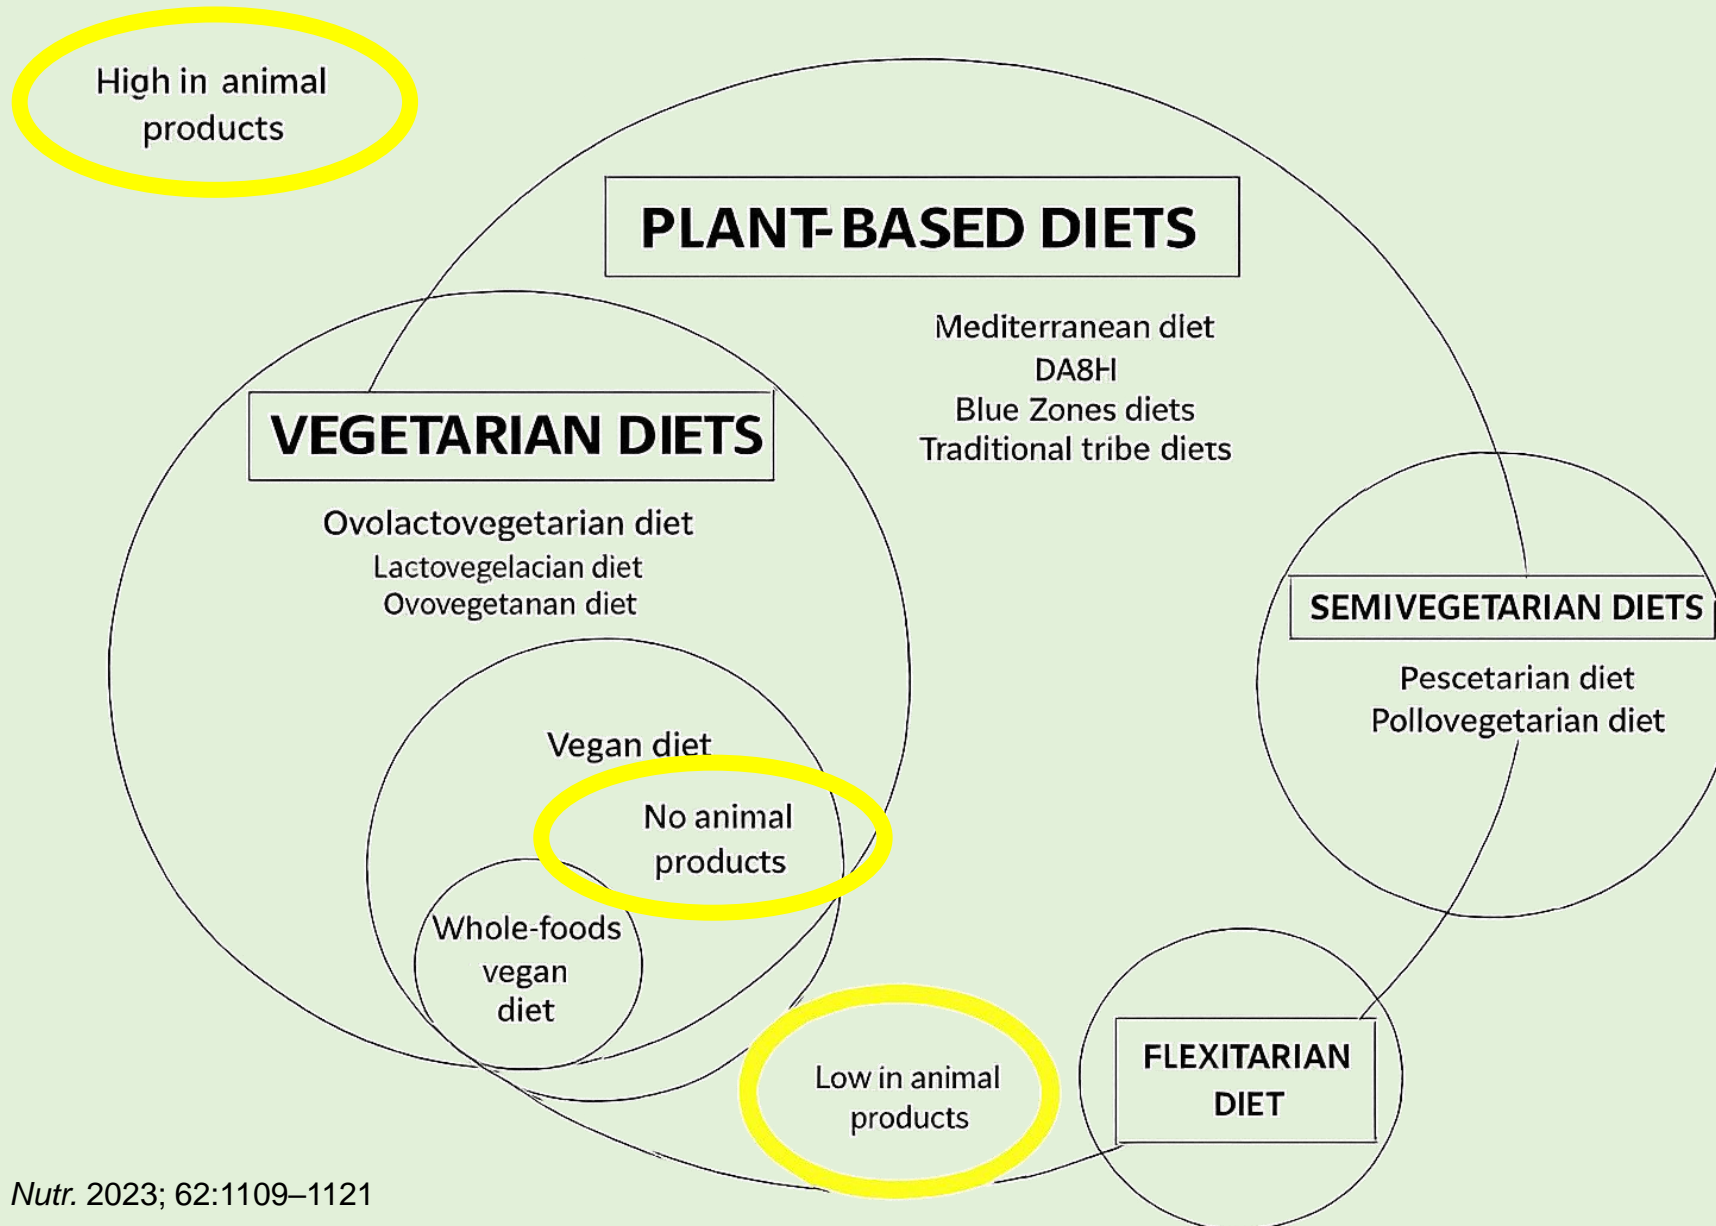 High in animal
products
PLANT-BASED DIETS
Mediterranean diet
DA8H
Blue Zones diets
Traditional tribe diets
VEGETARIAN DIETS
Ovolactovegetarian diet
Lactovegelacian diet
Ovovegetanan diet
SEMIVEGETARIAN DIETS
Pescetarian diet
Pollovegetarian diet
Vegan diet
No animal
products
Whole-foods
vegan
diet
Low in animal
products
FLEXITARIAN
DIET
Nutr. 2023; 62:1109–1121